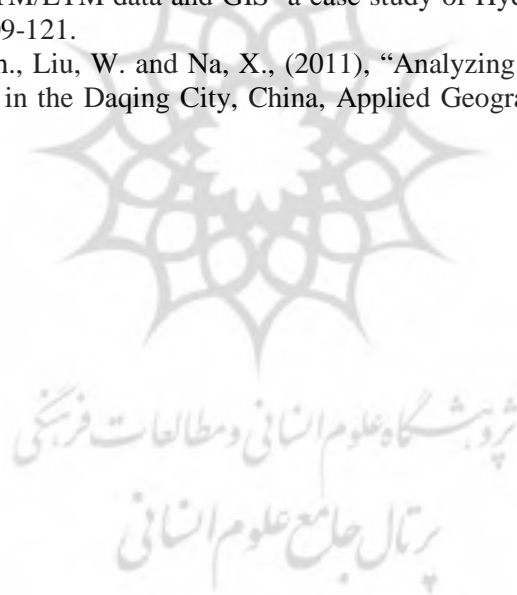 TM/ETM data and GIS- a case study of Hyd
09-121.
n., Liu, W. and Na, X., (2011), “Analyzing
in the Daqing City, China, Applied Geogra
پژوهشگاه علوم انسانی و مطالعات فرهنگی
پرتال جامع علوم انسانی